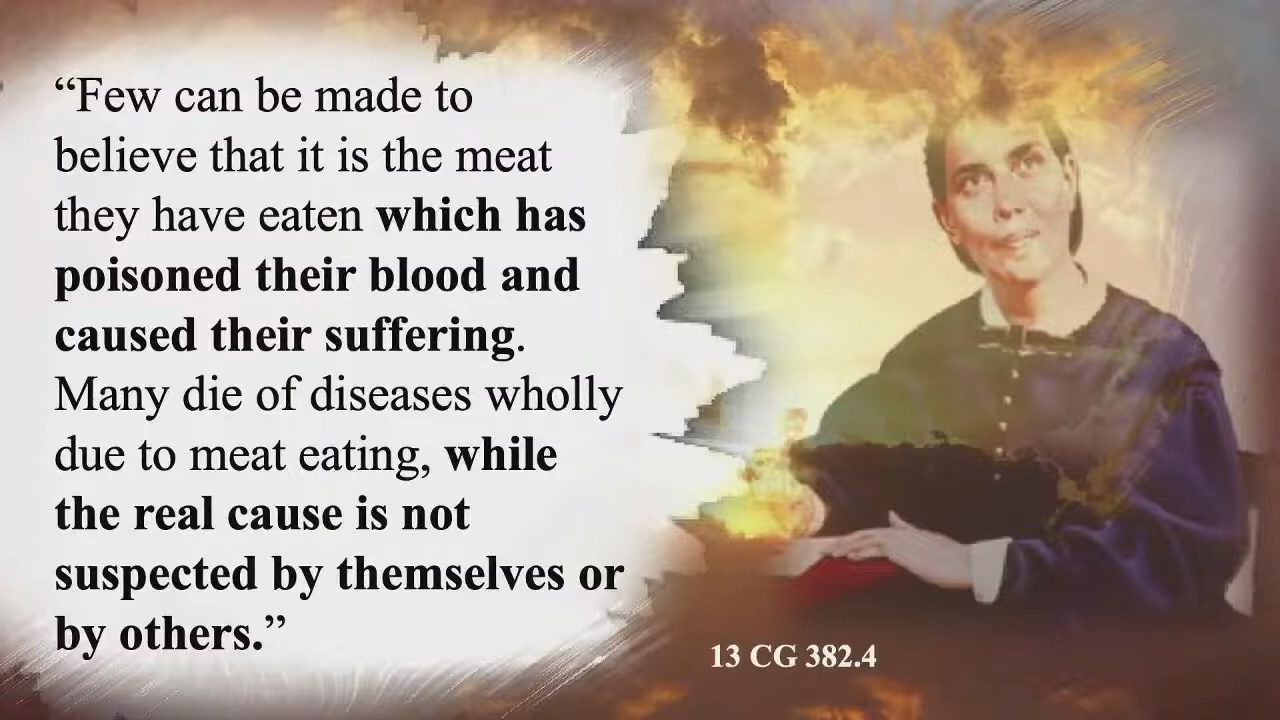 “Few can be made to
believe that it is the meat
they have eaten which has
poisoned their blood and
caused their suffering.
Many die of diseases wholly
due to meat eating, while
the real cause is not
suspected by themselves or
by others.”
13 CG 382.4